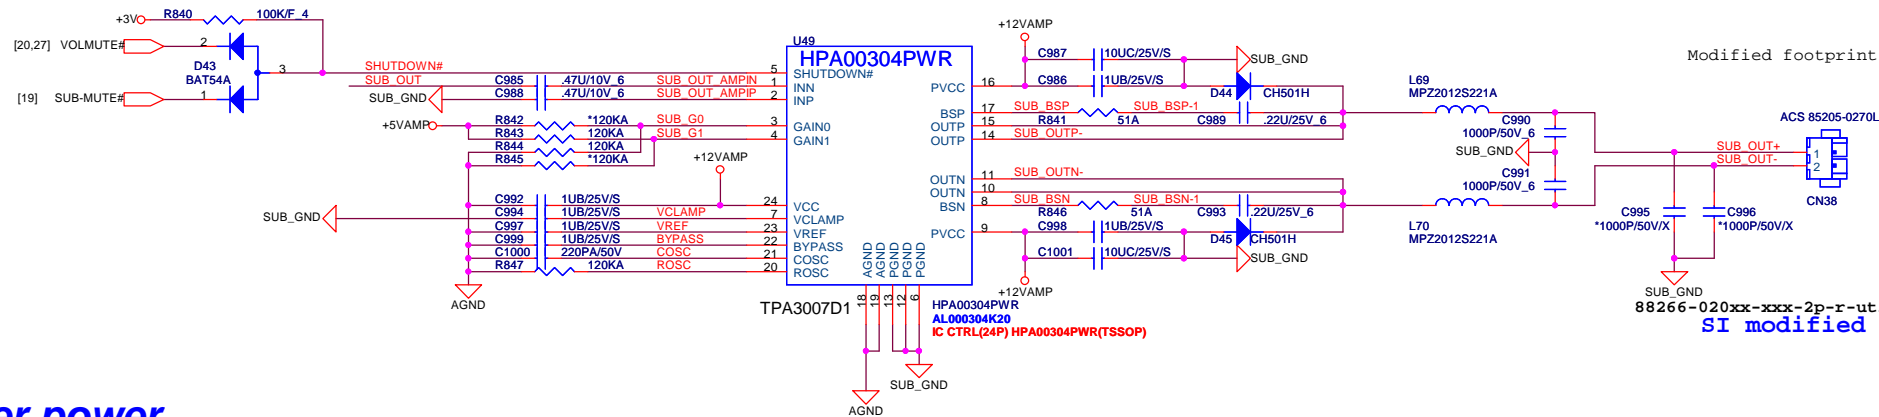 +3V
R840
100K/F_4
[20,27]
VOLMUTE#
2
D43
BAT54A
3
[19]
SUB-MUTE#
1
SHUTDOWN#
SUB_OUT
C985
.47U/10V_6
SUB_OUT_AMPIN
SUB_GND
C988
.47U/10V_6
SUB_OUT_AMPIP
+5VAMP
R842
*120KA
SUB_G0
R843
120KA
SUB_G1
R844
120KA
R845
*120KA
+12VAMP
SUB_GND
C992
1UB/25V/S
C994
1UB/25V/S
VCLAMP
C997
1UB/25V/S
VREF
C999
1UB/25V/S
BYPASS
C1000
220PA/50V
COSC
R847
120KA
ROSC
AGND
U49
HPA00304PWR
5
SHUTDOWN#
1
INN
2
INP
3
GAIN0
4
GAIN1
24
VCC
7
VCLAMP
23
VREF
22
BYPASS
21
COSC
20
ROSC
PVCC
16
BSP
17
OUTP
15
OUTP
14
OUTN
11
OUTN
10
BSN
8
PVCC
9
AGND
AGND
PGND
PGND
PGND
18
19
13
12
6
TPA3007D1
HPA00304PWR
AL000304K20
IC CTRL(24P) HPA00304PWR(TSSOP)
AGND
SUB_GND
+12VAMP
C987
10UC/25V/S
SUB_GND
C986
1UB/25V/S
D44
CH501H
SUB_BSP
SUB_BSP-1
R841
51A
C989
.22U/25V_6
SUB_OUTP-
SUB_OUTN-
SUB_BSN
SUB_BSN-1
R846
51A
C993
.22U/25V_6
C998
1UB/25V/S
D45
CH501H
C1001
10UC/25V/S
SUB_GND
+12VAMP
L69
MPZ2012S221A
C990
1000P/50V_6
SUB_GND
C991
1000P/50V_6
L70
MPZ2012S221A
Modified footprint
ACS 85205-0270L
SUB_OUT+
SUB_OUT-
1
2
CN38
C995
*1000P/50V/X
C996
*1000P/50V/X
SUB_GND
88266-020xx-xxx-2p-r-ut
SI modified
power